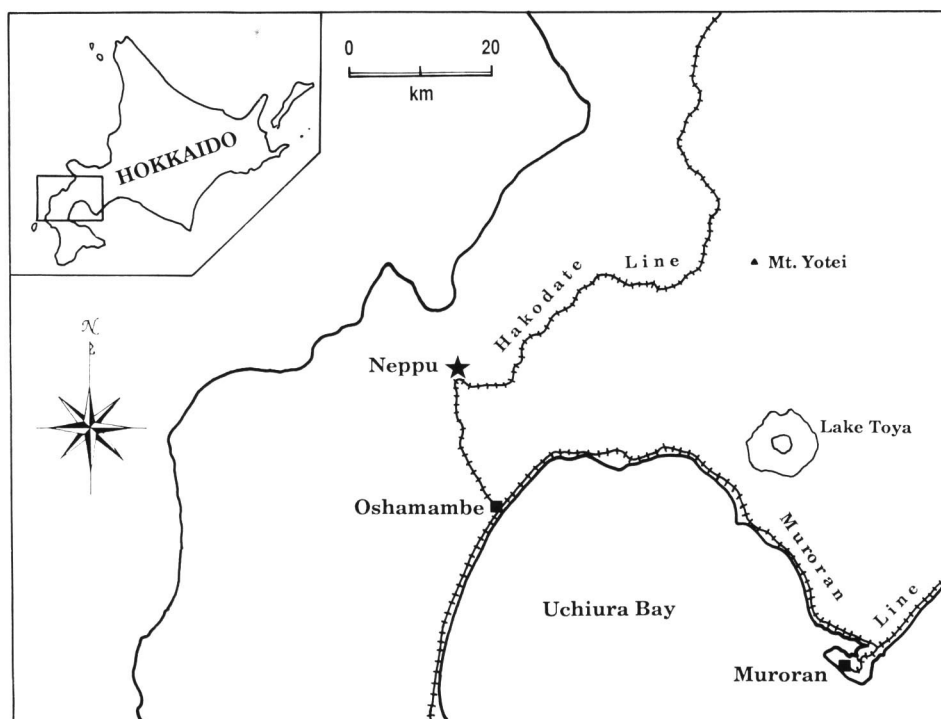 HOKKAIDO
0 20
km
N
Hakodate Line
Mt. Yotei
Neppu
Lake Toya
Oshamambe
Muroran Line
Uchiura Bay
Muroran